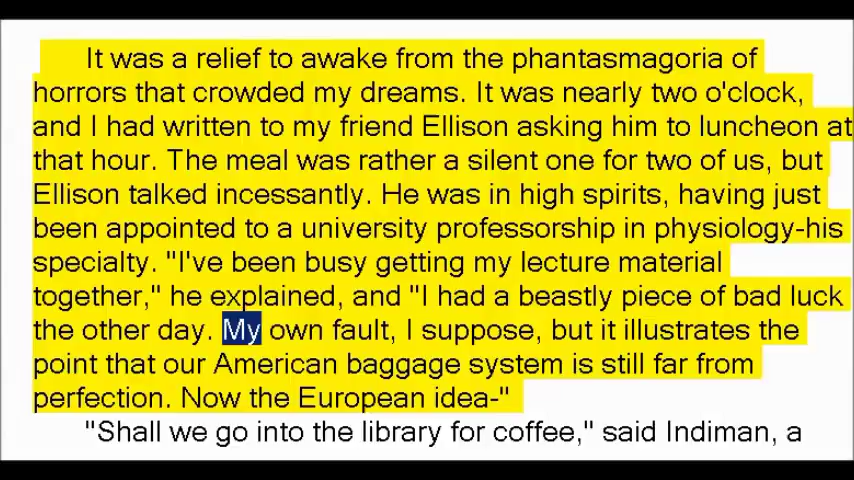 It was a relief to awake from the phantasmagoria of
horrors that crowded my dreams. It was nearly two o'clock,
and I had written to my friend Ellison asking him to luncheon at
that hour. The meal was rather a silent one for two of us, but
Ellison talked incessantly. He was in high spirits, having just
been appointed to a university professorship in physiology-his
specialty. "I've been busy getting my lecture material
together," he explained, and "I had a beastly piece of bad luck
the other day. My own fault, I suppose, but it illustrates the
point that our American baggage system is still far from
perfection. Now the European idea-"
"Shall we go into the library for coffee," said Indiman, a